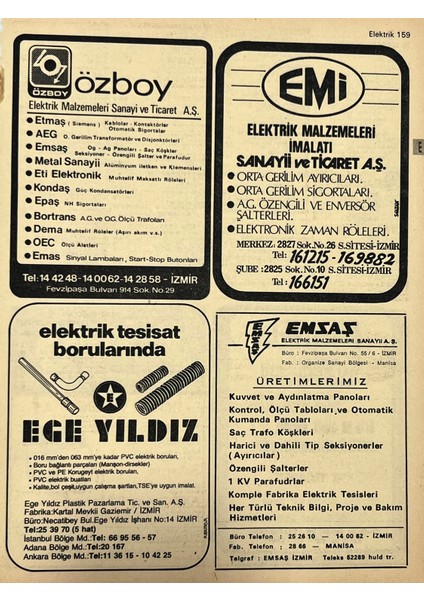 Elektrik 159
ÖZBOY
özboy
Elektrik Malzemeleri Sanayi ve Ticaret A.Ş.
Etmaş (Siemens) Kablolar - Kontaktörler
Otomatik Sigortalar
AEG O. Gerilim Transformatör ve Disjonktörleri
Emsaş Og - Ag Panoları - Saç Köşkler
Seksiyoner - Özengili Şalter ve Parafudur
Metal Sanayii Alüminyum iletken ve Klemensleri
Eti Elektronik Muhtelif Maksatlı Röleleri
Kondaş Güç Kondansatörleri
Epaş NH Sigortaları
Bortrans A.G. ve OG. Ölçü Trafoları
Dema Muhtelif Röleler (Aşırı akım v.s.)
OEC Ölçü Aletleri
Emas Sinyal Lambaları, Start-Stop Butonları
Tel: 14 42 48 - 14 00 62 - 14 28 58 - İZMİR
Fevzipaşa Bulvarı 914 Sok. No. 29
EMi
ELEKTRİK MALZEMELERİ
İMALATI
SANAYİİ ve TİCARET A.Ş.
ORTA GERİLİM AYIRICILARI.
ORTA GERİLİM SİGORTALARI.
A.G. ÖZENGİLİ VE ENVERSÖR
ŞALTERLERİ.
ELEKTRONİK ZAMAN RÖLELERİ.
MERKEZ: 2827 Sok. No.26 S.SİTESİ-İZMİR
Tel: 161215 - 169882
ŞUBE : 2825 Sok. No.10 S.SİTESİ-İZMİR
Tel: 166151
elektrik tesisat
borularında
E
EGE YILDIZ
Ø16 mm'den Ø63 mm'ye kadar PVC elektrik boruları,
Boru bağlantı parçaları (Manşon-dirsekler)
PVC ve PE Korugeyt elektrik boruları,
PVC elektrik buatları
Kalite, bol çeşit, uygun çalışma şartları, TSE'ye uygun imalat.
Ege Yıldız Plastik Pazarlama Tic. ve San. A.Ş.
Fabrika: Kartal Mevkii Gaziemir / İZMİR
Büro: Necatibey Bul. Ege Yıldız İşhanı No:14 İZMİR
Tel: 25 39 70 (5 hat)
İstanbul Bölge Md. Tel: 66 95 56 - 57
Adana Bölge Md. Tel: 20 167
Ankara Bölge Md. Tel: 11 36 15 - 10 42 25
EMSAŞ
EMSAŞ
ELEKTRİK MALZEMELERİ SANAYİİ A.Ş.
Büro : Fevzipaşa Bulvarı No. 55/6 - İZMİR
Fab. : Organize Sanayi Bölgesi - Manisa
ÜRETİMLERİMİZ
Kuvvet ve Aydınlatma Panoları
Kontrol, Ölçü Tabloları ve Otomatik
Kumanda Panoları
Saç Trafo Köşkleri
Harici ve Dahili Tip Seksiyonerler
(Ayırıcılar)
Özengili Şalterler
1 KV Parafudrlar
Komple Fabrika Elektrik Tesisleri
Her Türlü Teknik Bilgi, Proje ve Bakım
Hizmetleri
Büro Telefon : 25 26 10 — 14 00 62 - İZMİR
Fab. Telefon : 28 66 — MANİSA
Telgraf : EMSAŞ İZMİR Teleks 52289 huld tr.